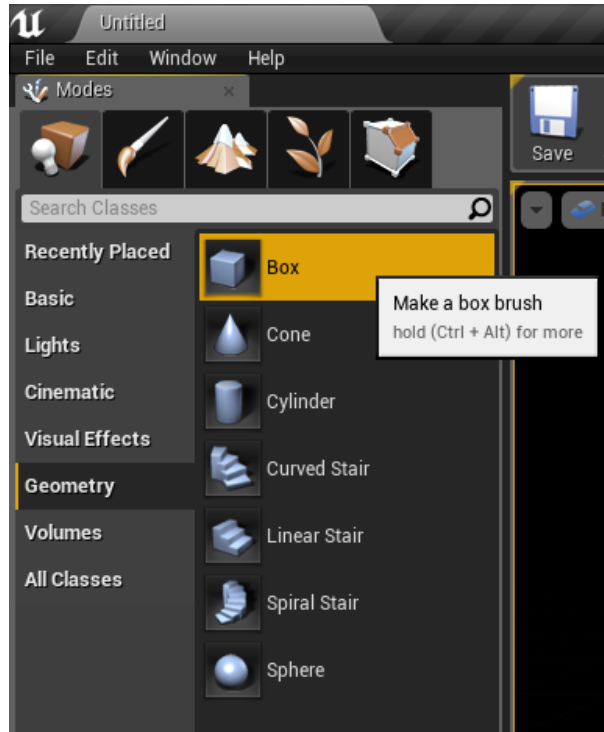 Untitled
File Edit Window Help
Modes
Save
Search Classes
Recently Placed
Basic
Lights
Cinematic
Visual Effects
Geometry
Volumes
All Classes
Box
Cone
Cylinder
Curved Stair
Linear Stair
Spiral Stair
Sphere
Make a box brush
hold (Ctrl + Alt) for more